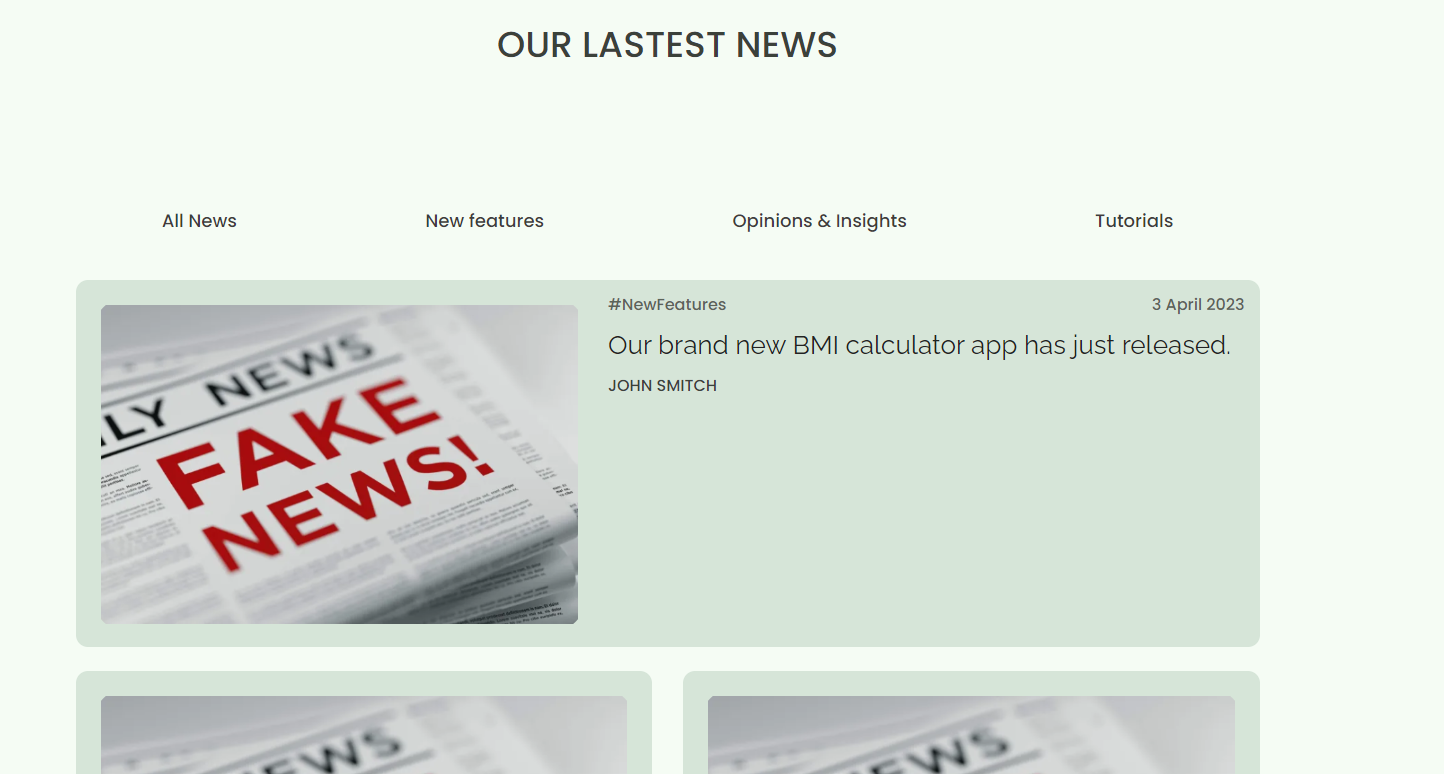 OUR LASTEST NEWS
All News New features Opinions & Insights Tutorials
#NewFeatures 3 April 2023
Our brand new BMI calculator app has just released.
JOHN SMITCH
ILY NEWS
FAKE
NEWS!
NEWS
NEWS